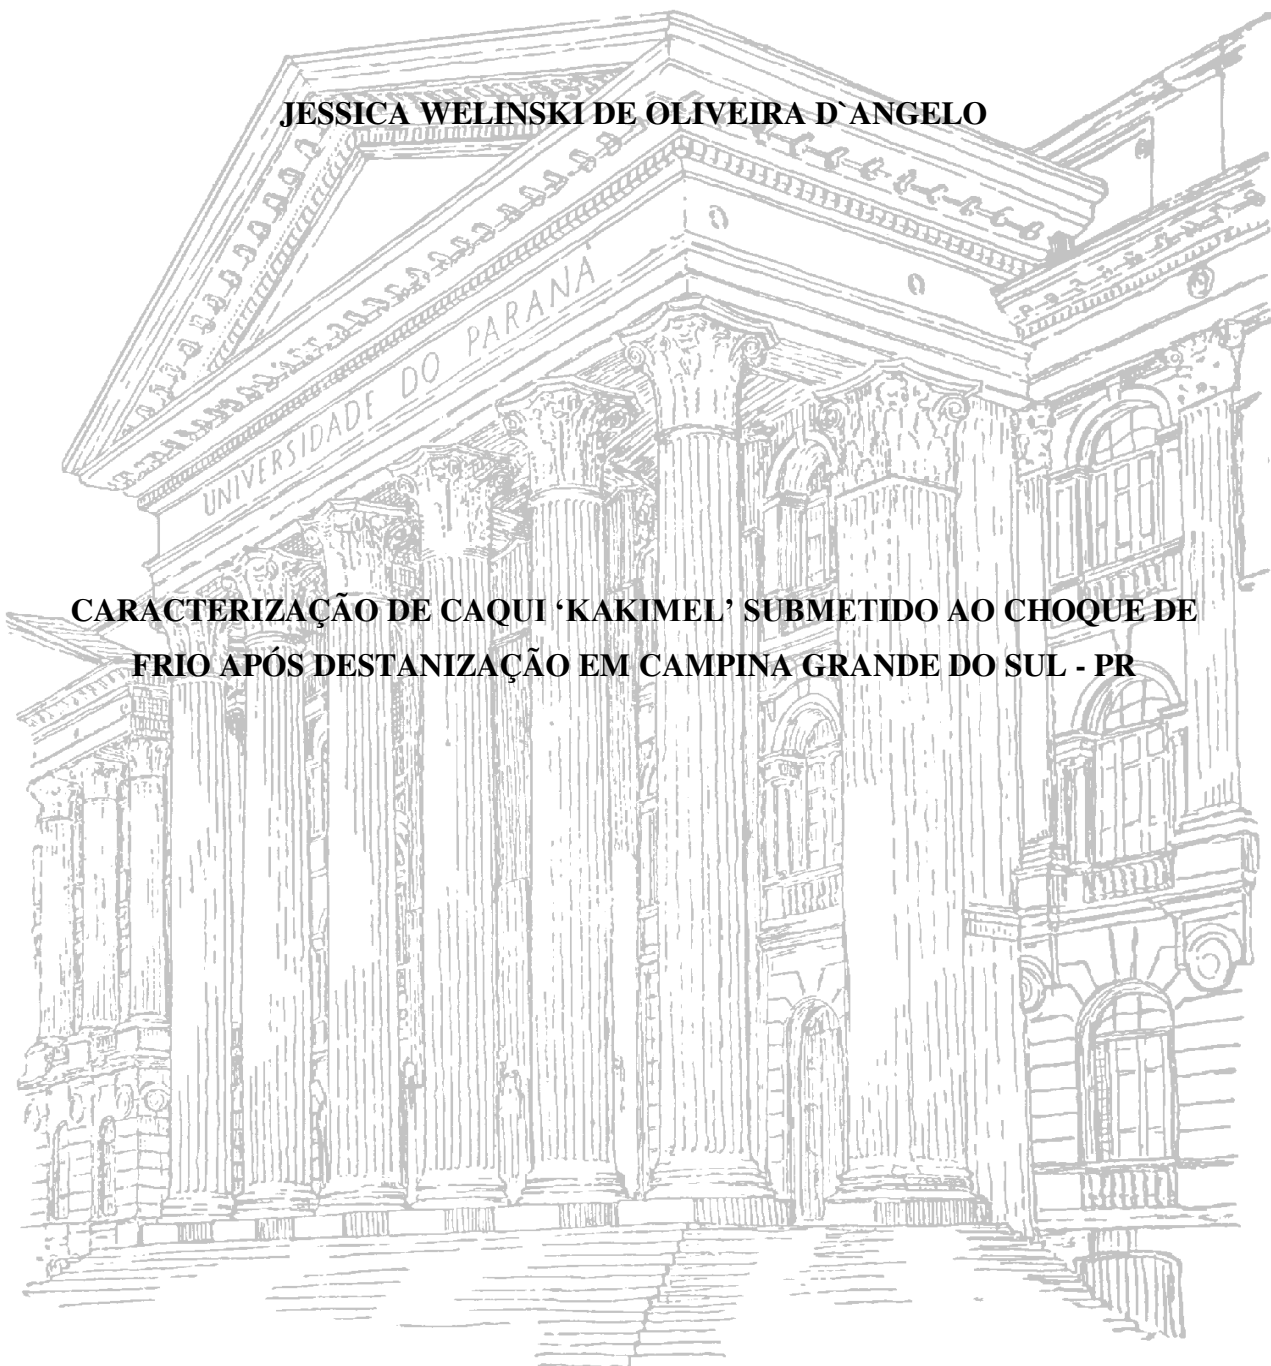 JESSICA WELINSKI DE OLIVEIRA D`ANGELO
UNIVERSIDADE DO PARANÁ
CARACTERIZAÇÃO DE CAQUI ‘KAKIMEL’ SUBMETIDO AO CHOQUE DE
FRIO APÓS DESTANIZAÇÃO EM CAMPINA GRANDE DO SUL - PR